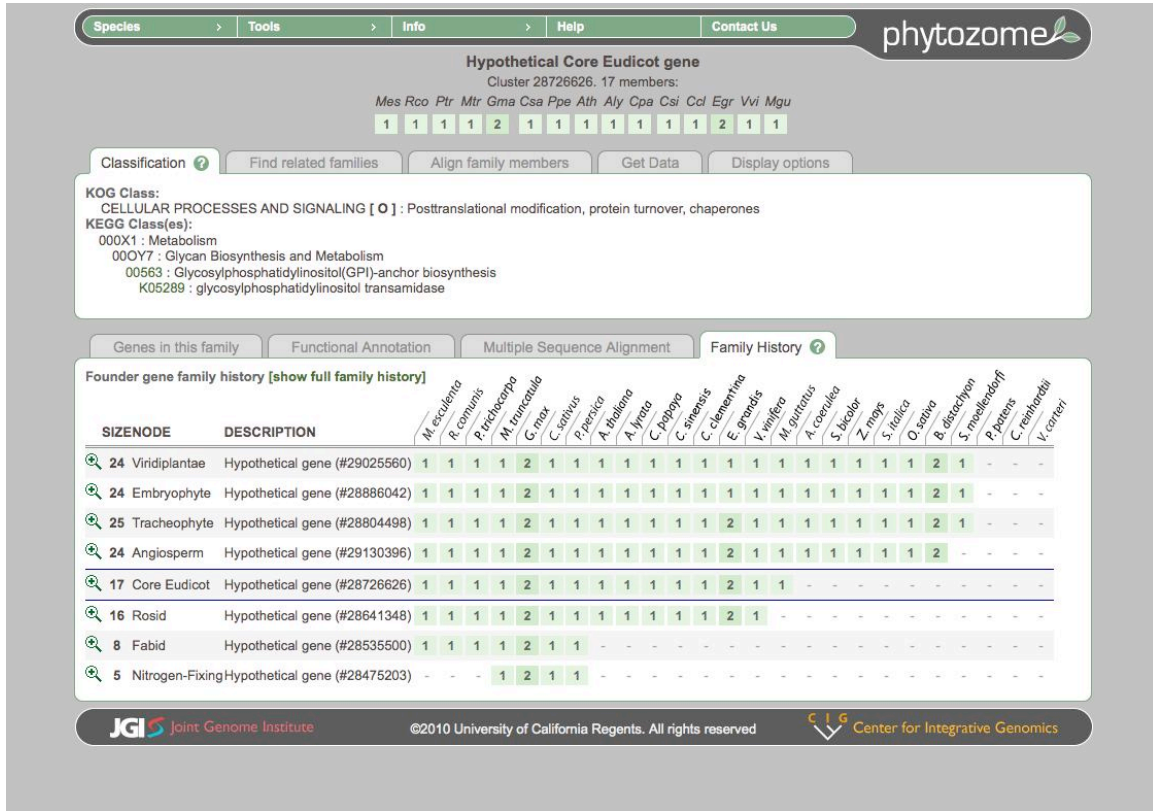 Species > Tools > Info > Help Contact Us
phytozome
Hypothetical Core Eudicot gene
Cluster 28726626. 17 members:
Mes Rco Ptr Mtr Gma Csa Ppe Ath Aly Cpa Csi Ccl Egr Vvi Mgu
1 1 1 1 2 1 1 1 1 1 1 1 2 1 1
Classification ? Find related families Align family members Get Data Display options
KOG Class:
CELLULAR PROCESSES AND SIGNALING [ O ] : Posttranslational modification, protein turnover, chaperones
KEGG Class(es):
000X1 : Metabolism
00OY7 : Glycan Biosynthesis and Metabolism
00563 : Glycosylphosphatidylinositol(GPI)-anchor biosynthesis
K05289 : glycosylphosphatidylinositol transamidase
Genes in this family Functional Annotation Multiple Sequence Alignment Family History ?
Founder gene family history [show full family history]
M. esculenta R. comunis P. trichocarpa M. truncatula G. max C. sativus P. persica A. thaliana A. lyrata C. papaya C. sinensis C. clementina E. grandis V. vinifera M. guttatus A. coerulea S. bicolor Z. mays S. italica O. sativa B. distachyon S. moellendorfi P. patens C. reinhardtii V. carteri
SIZE NODE DESCRIPTION
24 Viridiplantae Hypothetical gene (#29025560) 1 1 1 1 2 1 1 1 1 1 1 1 1 1 1 1 1 1 1 1 2 1 - - -
24 Embryophyte Hypothetical gene (#28886042) 1 1 1 1 2 1 1 1 1 1 1 1 1 1 1 1 1 1 1 1 2 1 - - -
25 Tracheophyte Hypothetical gene (#28804498) 1 1 1 1 2 1 1 1 1 1 1 1 2 1 1 1 1 1 1 1 2 1 - - -
24 Angiosperm Hypothetical gene (#29130396) 1 1 1 1 2 1 1 1 1 1 1 1 2 1 1 1 1 1 1 1 2 - - - -
17 Core Eudicot Hypothetical gene (#28726626) 1 1 1 1 2 1 1 1 1 1 1 1 2 1 1 - - - - - - - - - -
16 Rosid Hypothetical gene (#28641348) 1 1 1 1 2 1 1 1 1 1 1 1 2 1 - - - - - - - - - - -
8 Fabid Hypothetical gene (#28535500) 1 1 1 1 2 1 1 - - - - - - - - - - - - - - - - - -
5 Nitrogen-Fixing Hypothetical gene (#28475203) - - - 1 2 1 1 - - - - - - - - - - - - - - - - - -
JGI Joint Genome Institute ©2010 University of California Regents. All rights reserved CIG Center for Integrative Genomics